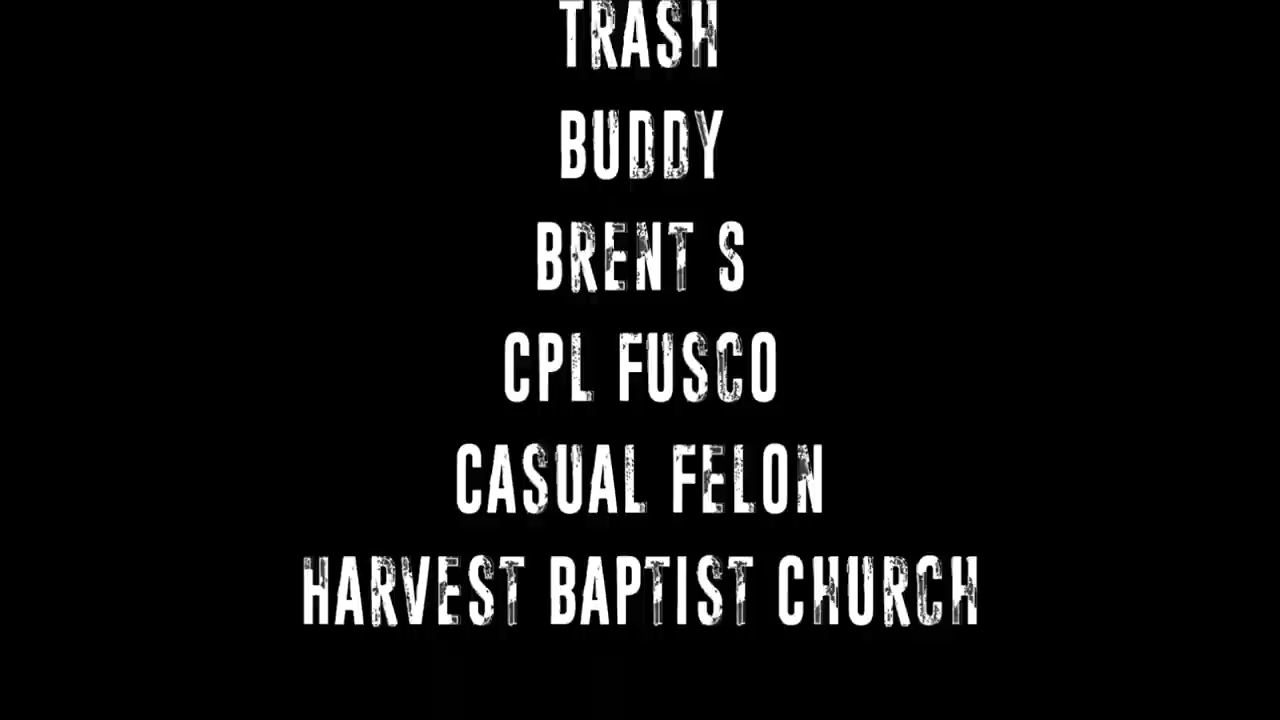 TRASH
BUDDY
BRENT S
CPL FUSCO
CASUAL FELON
HARVEST BAPTIST CHURCH